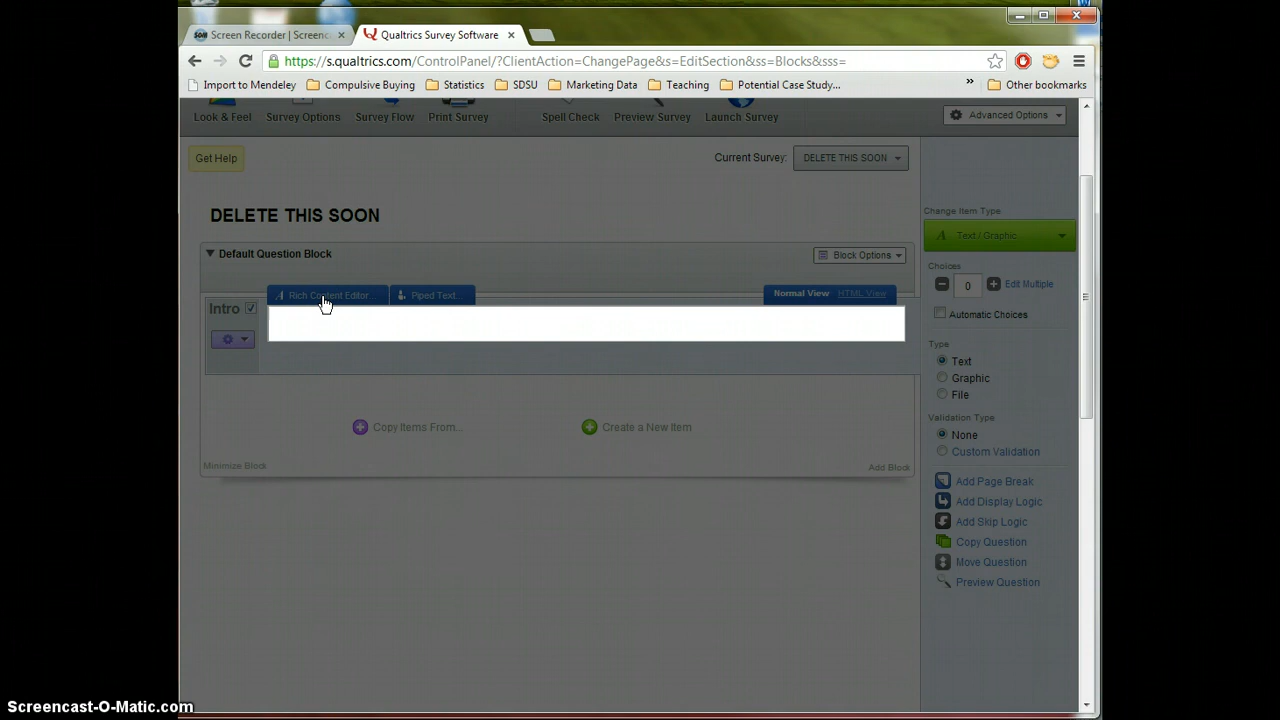 Screen Recorder | Screenc
Qualtrics Survey Software
https://s.qualtrics.com/ControlPanel/?ClientAction=ChangePage&s=EditSection&ss=Blocks&sss=
Import to Mendeley
Compulsive Buying
Statistics
SDSU
Marketing Data
Teaching
Potential Case Study...
»
Other bookmarks
Look & Feel
Survey Options
Survey Flow
Print Survey
Spell Check
Preview Survey
Launch Survey
Advanced Options
Get Help
Current Survey:
DELETE THIS SOON
DELETE THIS SOON
Change Item Type
Text / Graphic
Default Question Block
Block Options
Choices
0
Edit Multiple
Automatic Choices
Rich Content Editor...
Piped Text...
Normal View
HTML View
Intro
Type
Text
Graphic
File
Validation Type
None
Custom Validation
Copy Items From...
Create a New Item
Minimize Block
Add Block
Add Page Break
Add Display Logic
Add Skip Logic
Copy Question
Move Question
Preview Question
Screencast-O-Matic.com